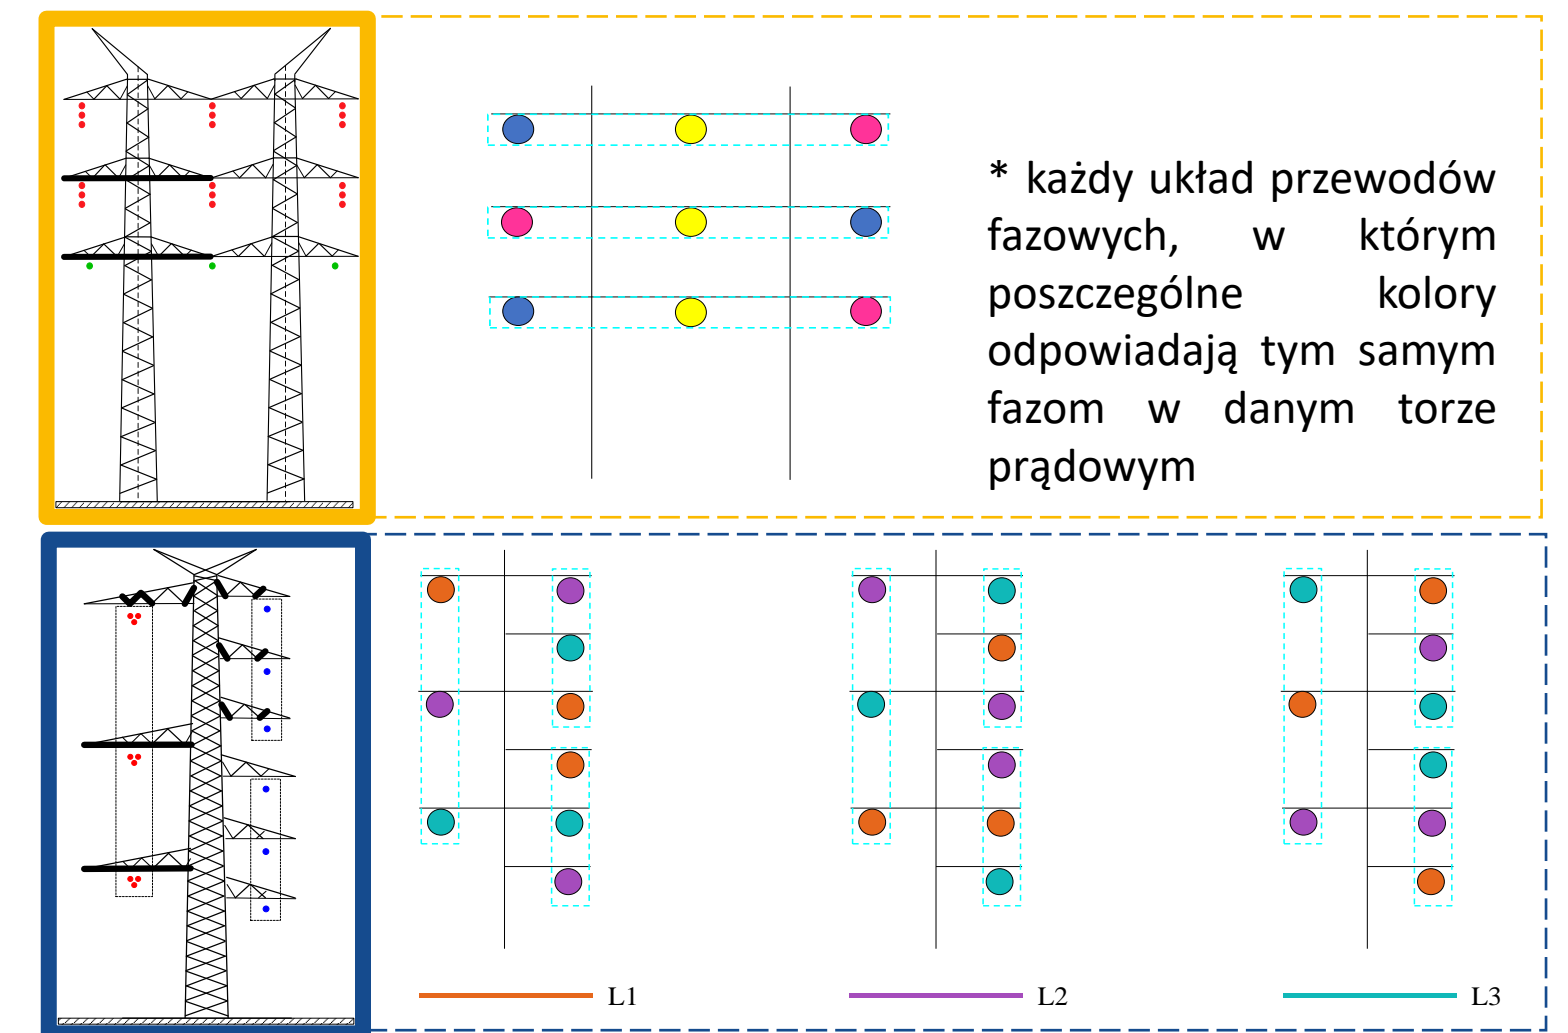 * każdy układ przewodów
fazowych, w którym
poszczególne kolory
odpowiadają tym samym
fazom w danym torze
prądowym
L1 L2 L3